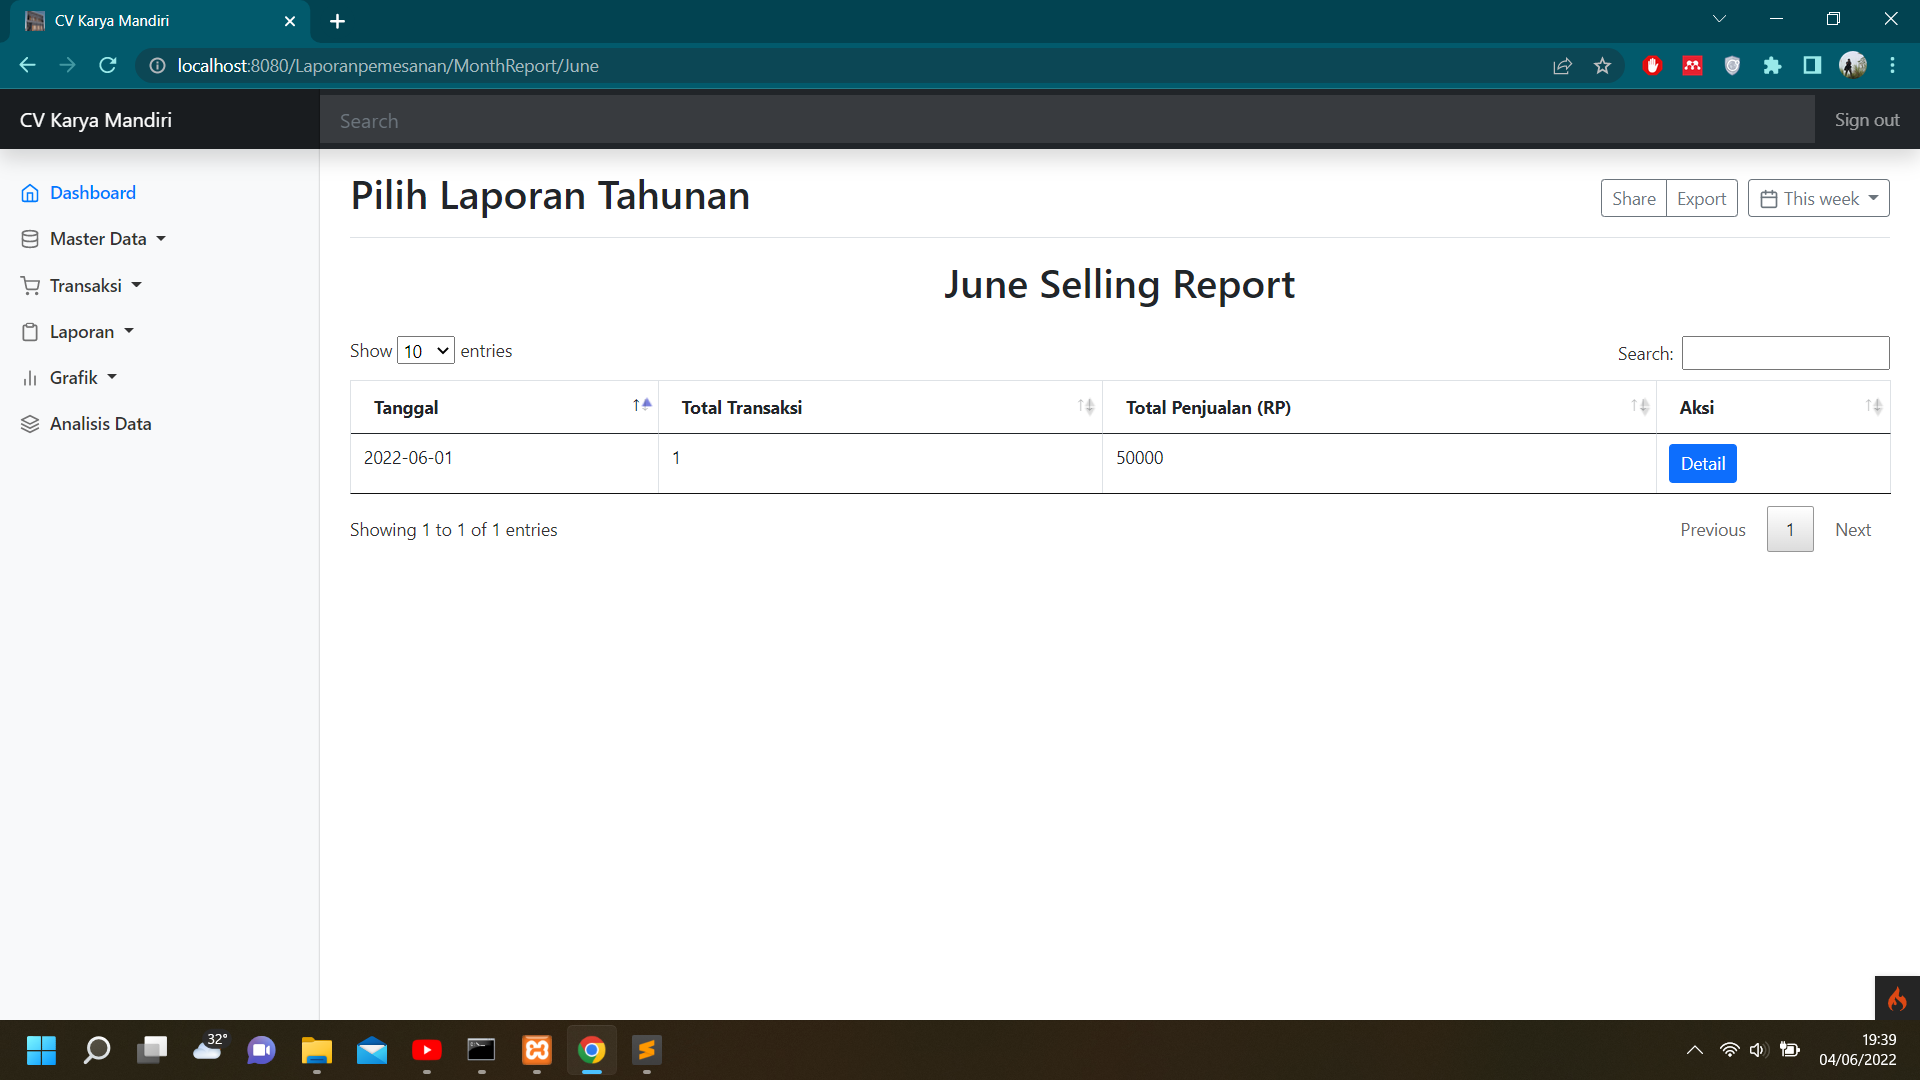 CV Karya Mandiri
localhost:8080/Laporanpemesanan/MonthReport/June
CV Karya Mandiri
Search
Sign out
Dashboard
Master Data
Transaksi
Laporan
Grafik
Analisis Data
Pilih Laporan Tahunan
Share
Export
This week
June Selling Report
Show 10 entries
Search:
Tanggal Total Transaksi Total Penjualan (RP) Aksi
2022-06-01 1 50000 Detail
Showing 1 to 1 of 1 entries
Previous 1 Next
32°
19:39
04/06/2022